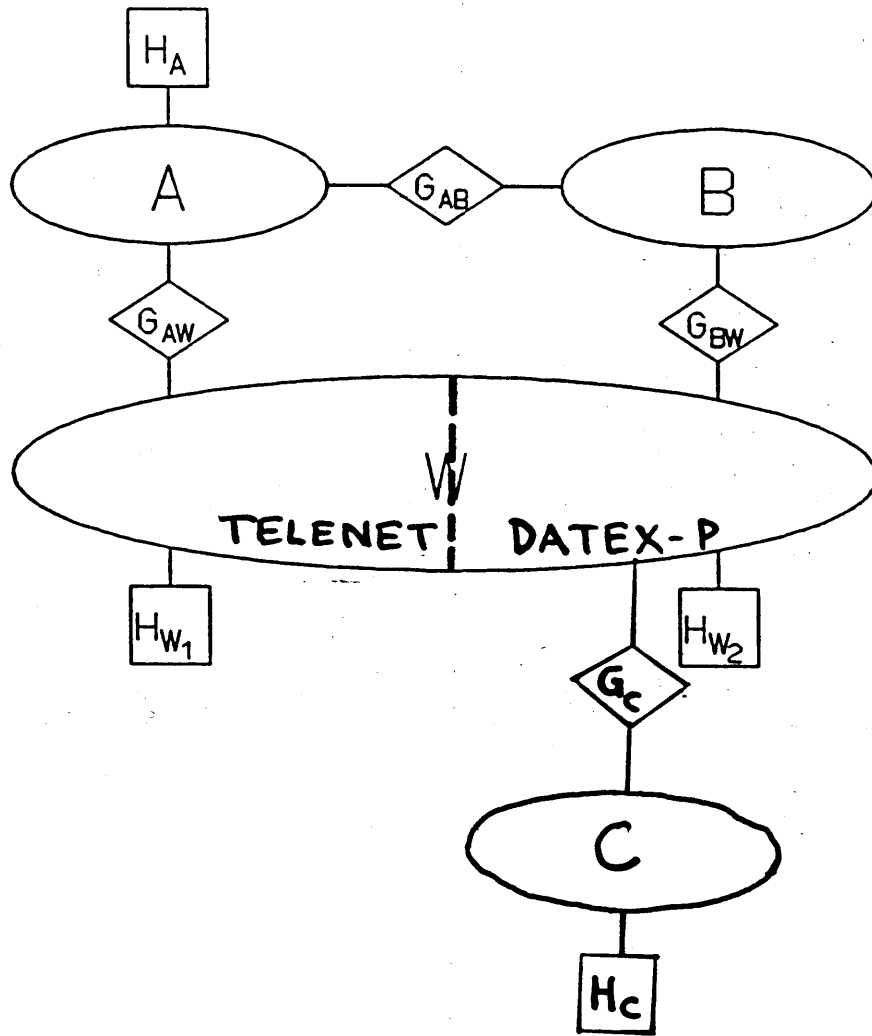 H_A
A
G_AB
B
G_AW
G_BW
W
TELENET
DATEX-P
H_W1
H_W2
G_C
C
H_C